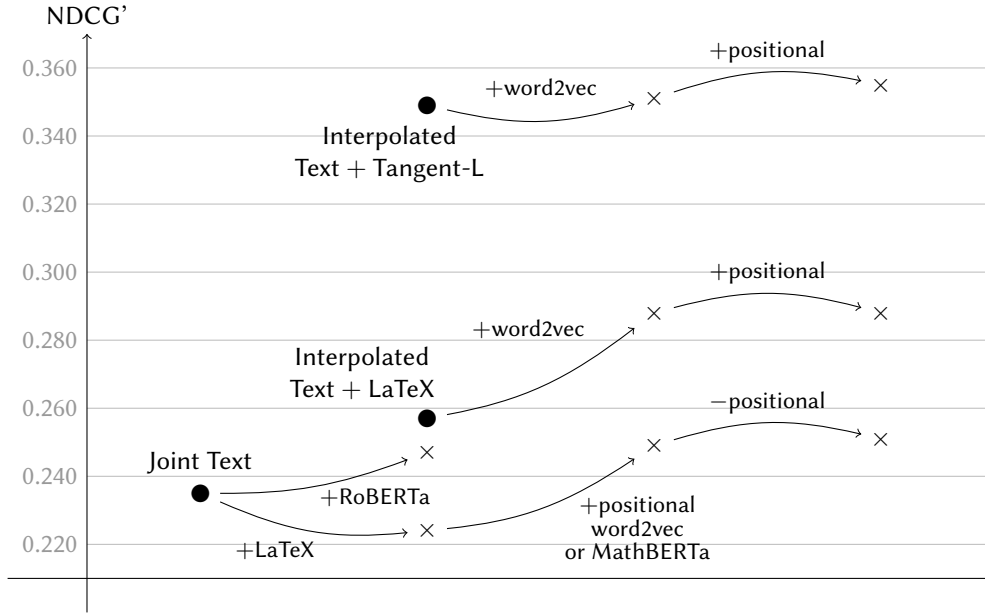 NDCG’
+positional
0.360
+word2vec
Interpolated
0.340
Text + Tangent-L
0.320
0.300
+positional
0.280
+word2vec
Interpolated
Text + LaTeX
0.260
−positional
Joint Text
0.240
+RoBERTa
+positional
word2vec
or MathBERTa
+LaTeX
0.220